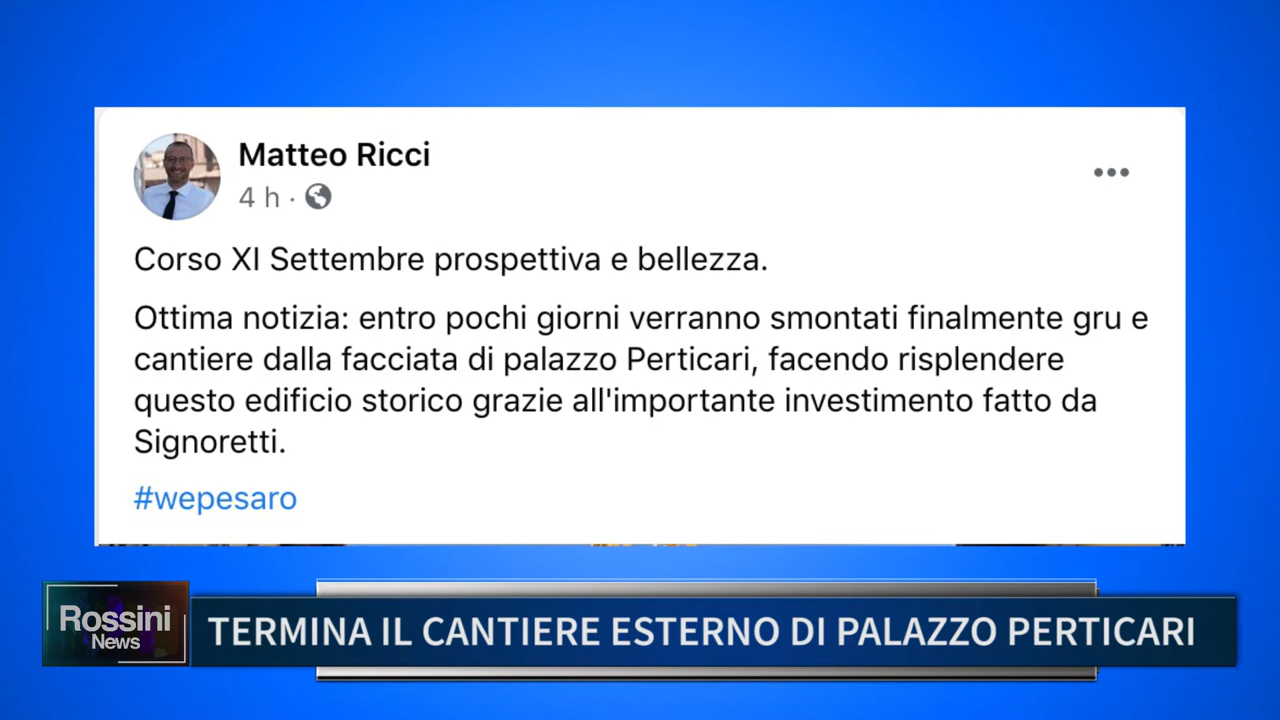 Matteo Ricci
4 h ·
Corso XI Settembre prospettiva e bellezza.
Ottima notizia: entro pochi giorni verranno smontati finalmente gru e
cantiere dalla facciata di palazzo Perticari, facendo risplendere
questo edificio storico grazie all'importante investimento fatto da
Signoretti.
#wepesaro
Rossini
News
TERMINA IL CANTIERE ESTERNO DI PALAZZO PERTICARI